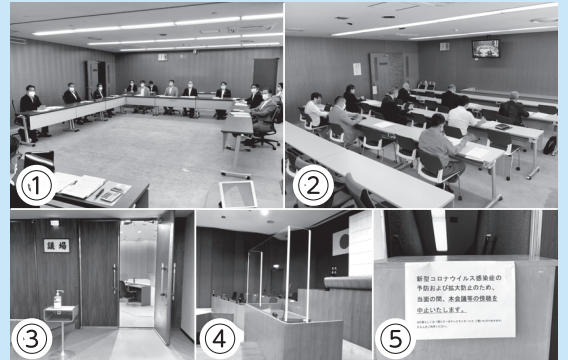 ①
②
③
議場
④
⑤
新型コロナウイルス感染症の
予防および拡大防止のため、
当面の間、本会議等の傍聴を
中止いたします。